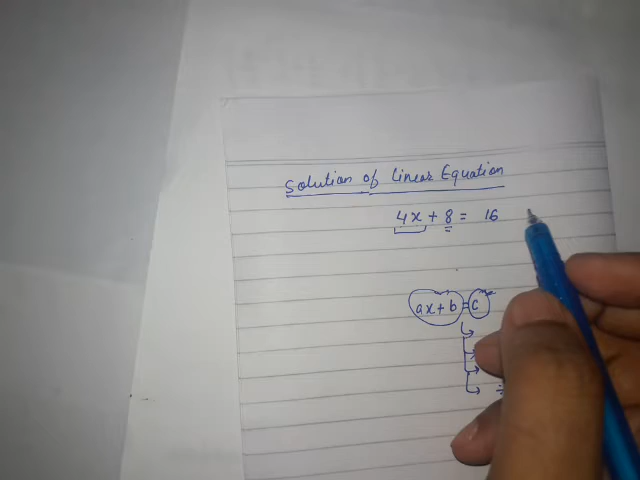 Solution of Linear Equation
4x + 8 = 16
ax + b = c
÷